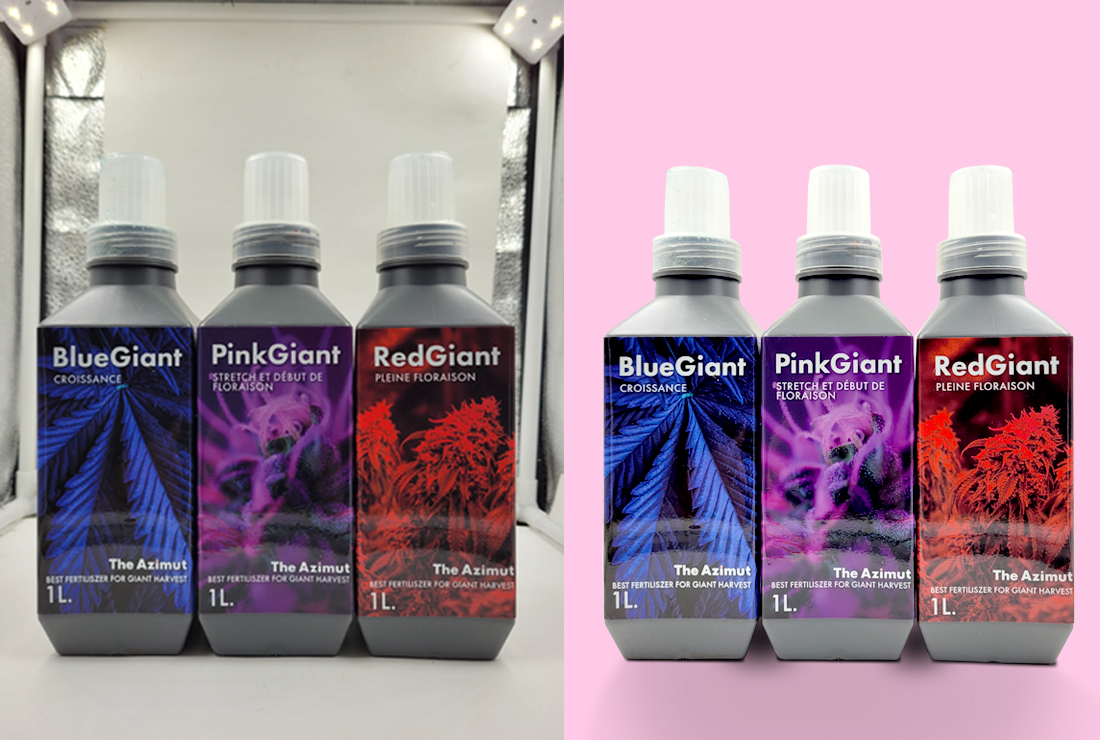 BlueGiant
CROISSANCE
The Azimut
BEST FERTILISZER FOR GIANT HARVEST
1L.
PinkGiant
STRETCH ET DÉBUT DE
FLORAISON
The Azimut
BEST FERTILISZER FOR GIANT HARVEST
1L.
RedGiant
PLEINE FLORAISON
The Azimut
BEST FERTILISZER FOR GIANT HARVEST
1L.
BlueGiant
CROISSANCE
The Azimut
BEST FERTILISZER FOR GIANT HARVEST
1L.
PinkGiant
STRETCH ET DÉBUT DE
FLORAISON
The Azimut
BEST FERTILISZER FOR GIANT HARVEST
1L.
RedGiant
PLEINE FLORAISON
The Azimut
BEST FERTILISZER FOR GIANT HARVEST
1L.